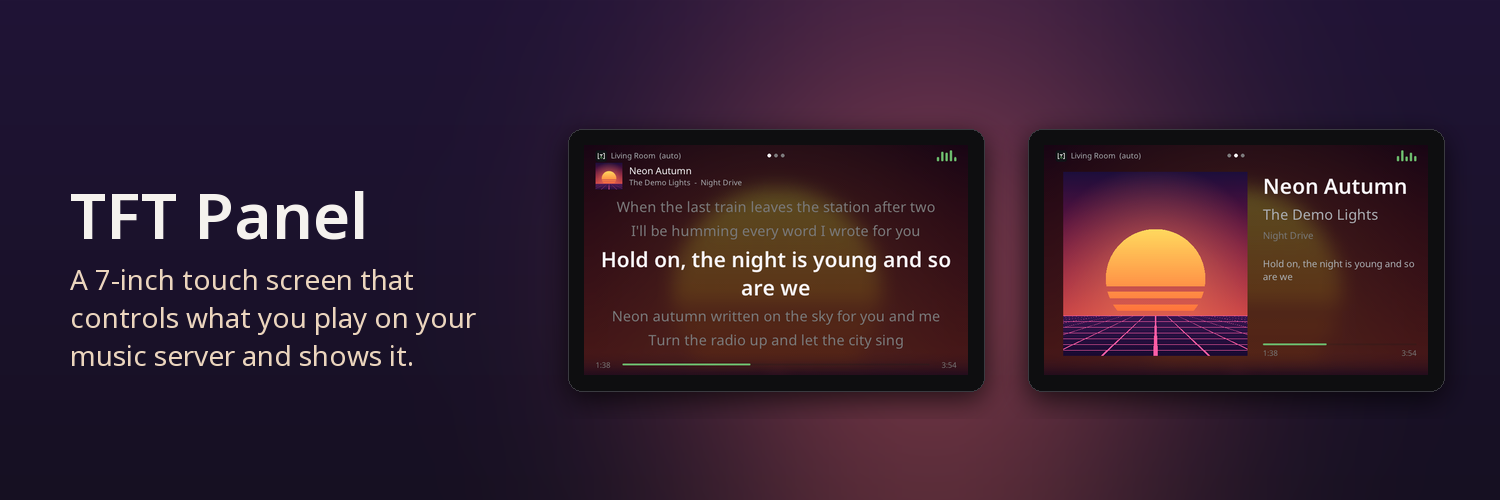 TFT Panel
A 7-inch touch screen that
controls what you play on your
music server and shows it.
[T] Living Room (auto)
Neon Autumn
The Demo Lights - Night Drive
When the last train leaves the station after two
I'll be humming every word I wrote for you
Hold on, the night is young and so
are we
Neon autumn written on the sky for you and me
Turn the radio up and let the city sing
1:38 3:54
[T] Living Room (auto)
Neon Autumn
The Demo Lights
Night Drive
Hold on, the night is young and so
are we
1:38 3:54